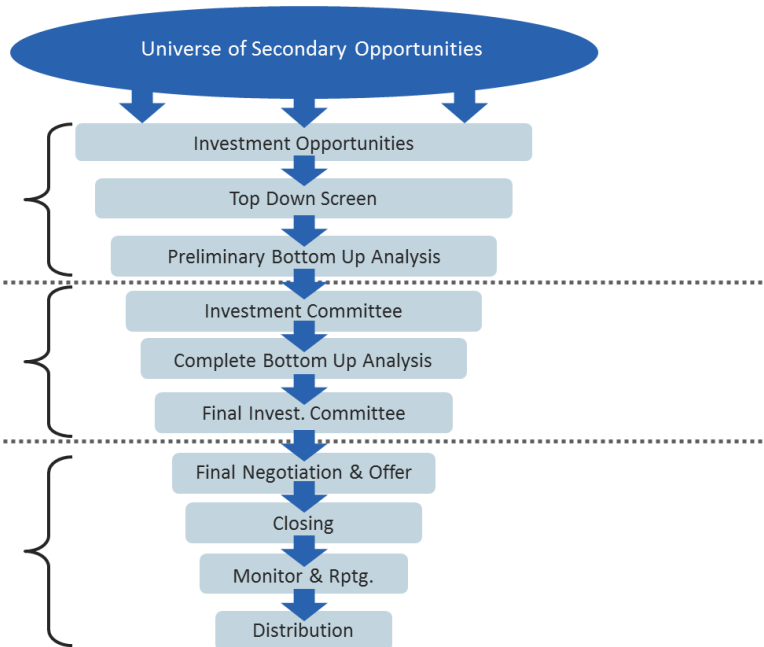 Universe of Secondary Opportunities
Investment Opportunities
Top Down Screen
Preliminary Bottom Up Analysis
Investment Committee
Complete Bottom Up Analysis
Final Invest. Committee
Final Negotiation & Offer
Closing
Monitor & Rptg.
Distribution